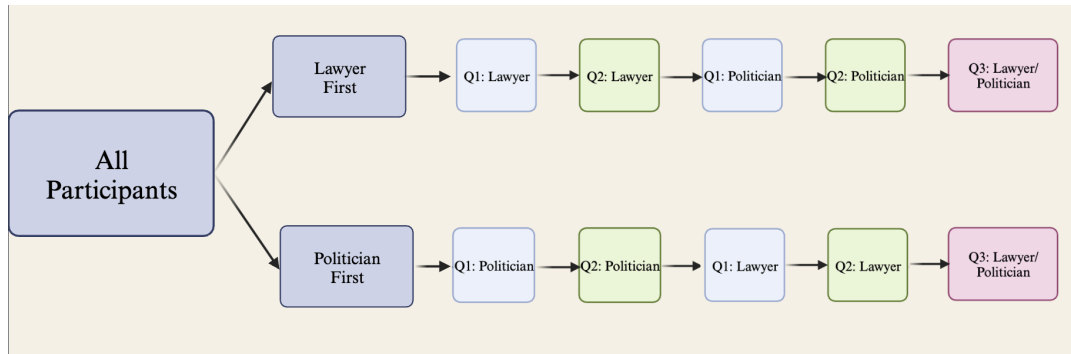 All
Participants
Lawyer
First
Q1: Lawyer
Q2: Lawyer
Q1: Politician
Q2: Politician
Q3: Lawyer/
Politician
Politician
First
Q1: Politician
Q2: Politician
Q1: Lawyer
Q2: Lawyer
Q3: Lawyer/
Politician